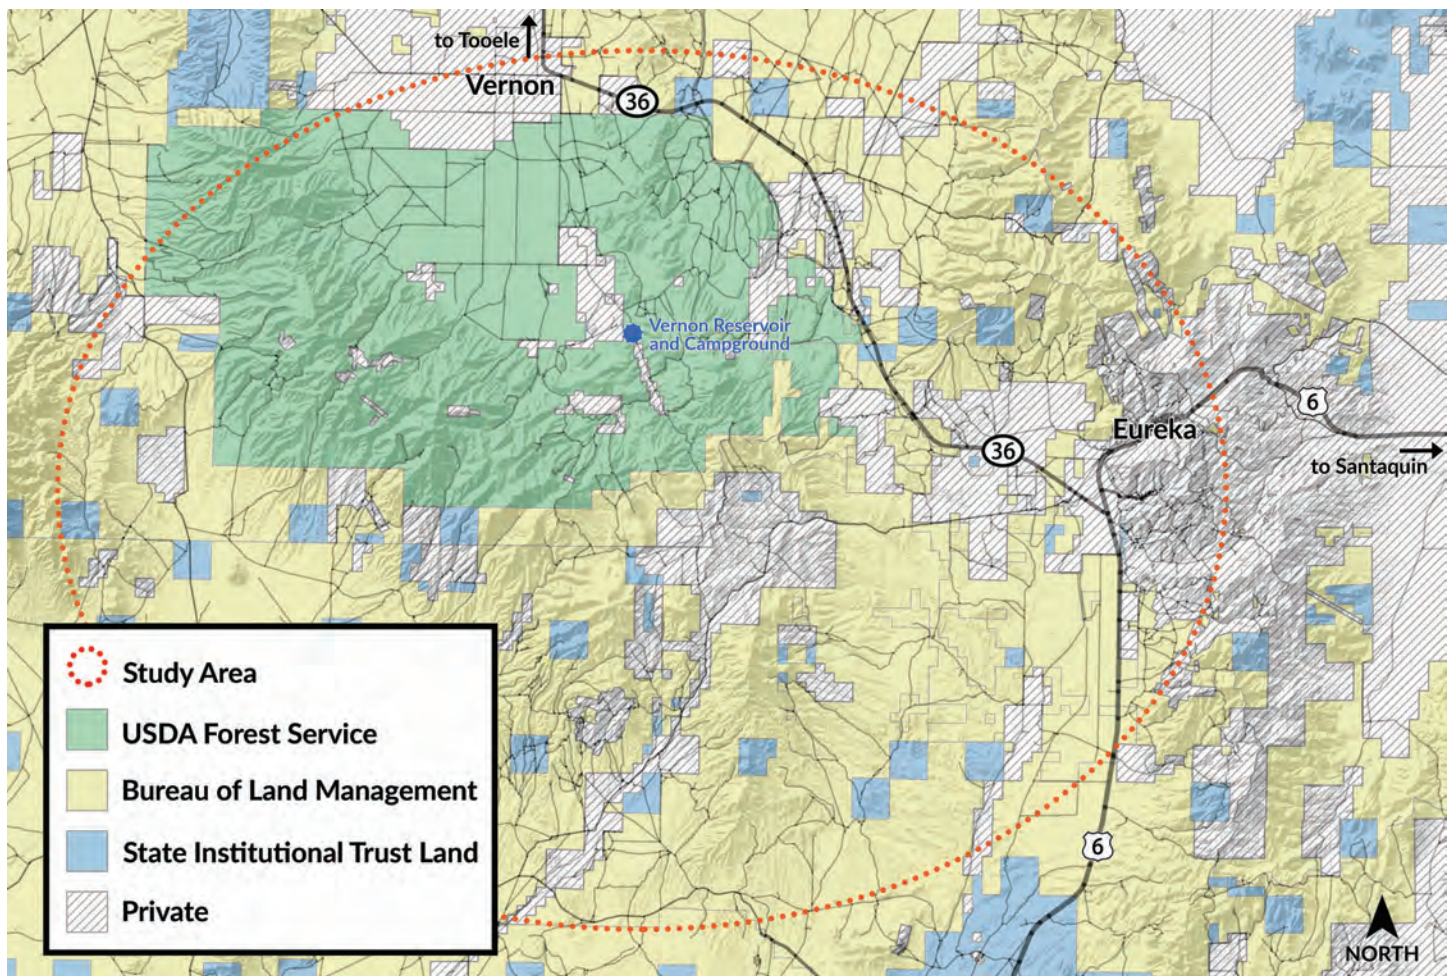 to Tooele
Vernon
36
Vernon Reservoir
and Campground
6
Eureka
36
to Santaquin
Study Area
USDA Forest Service
Bureau of Land Management
State Institutional Trust Land
6
Private
NORTH